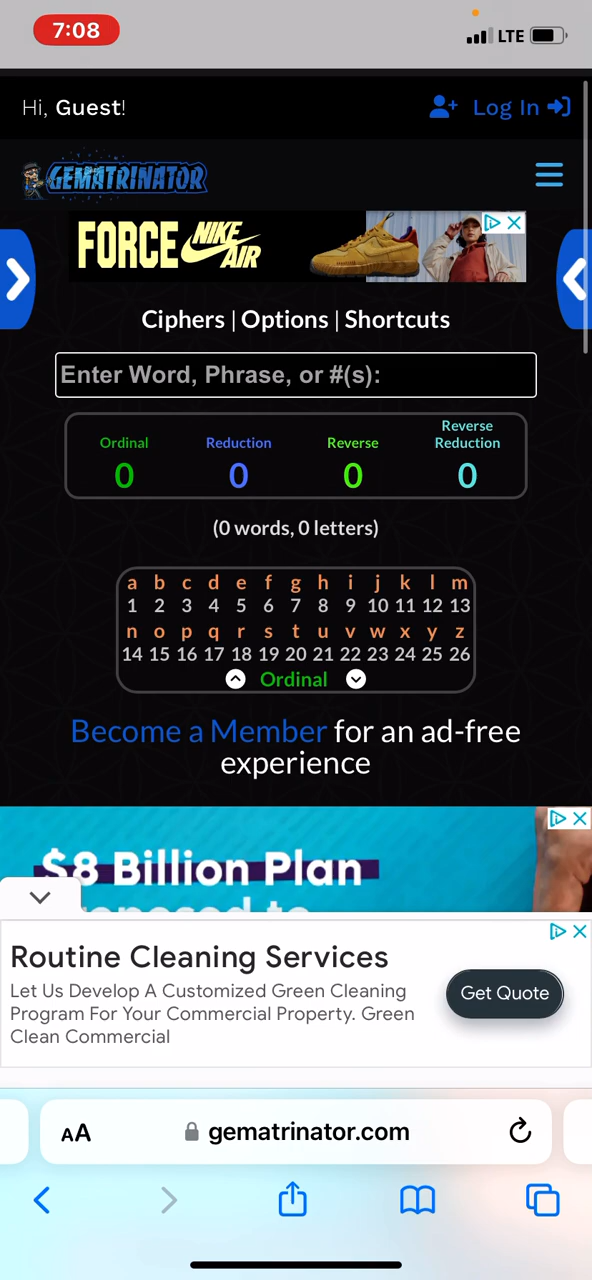 7:08
LTE
Hi, Guest!
Log In
GEMATRINATOR
FORCE NIKE AIR
Ciphers | Options | Shortcuts
Enter Word, Phrase, or #(s):
Ordinal Reduction Reverse Reverse Reduction
0 0 0 0
(0 words, 0 letters)
a b c d e f g h i j k l m
1 2 3 4 5 6 7 8 9 10 11 12 13
n o p q r s t u v w x y z
14 15 16 17 18 19 20 21 22 23 24 25 26
Ordinal
Become a Member for an ad-free
experience
$8 Billion Plan
Proposed to
Routine Cleaning Services
Let Us Develop A Customized Green Cleaning
Program For Your Commercial Property. Green
Clean Commercial
Get Quote
AA
gematrinator.com